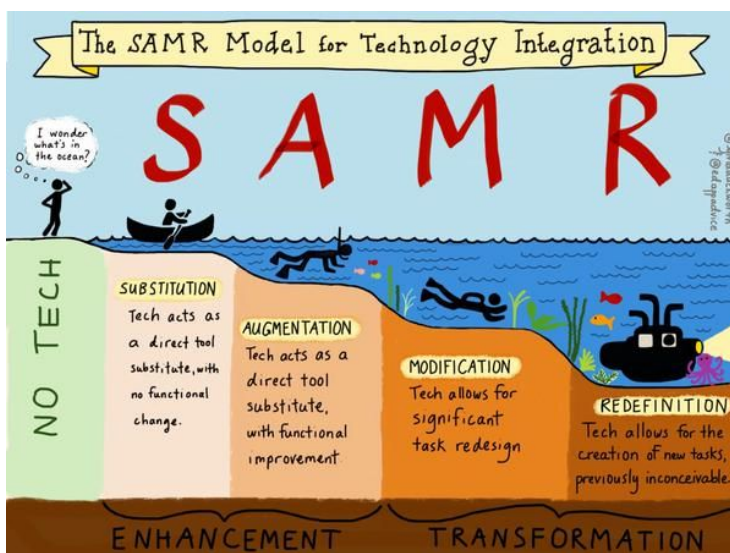 The SAMR Model for Technology Integration
S A M R
I wonder
what's in
the ocean?
@edappadvice
NO TECH
SUBSTITUTION
Tech acts as
a direct tool
substitute, with
no functional
change.
AUGMENTATION
Tech acts as a
direct tool
substitute,
with functional
improvement
MODIFICATION
Tech allows for
significant
task redesign
REDEFINITION
Tech allows for the
creation of new tasks,
previously inconceivable.
ENHANCEMENT
TRANSFORMATION